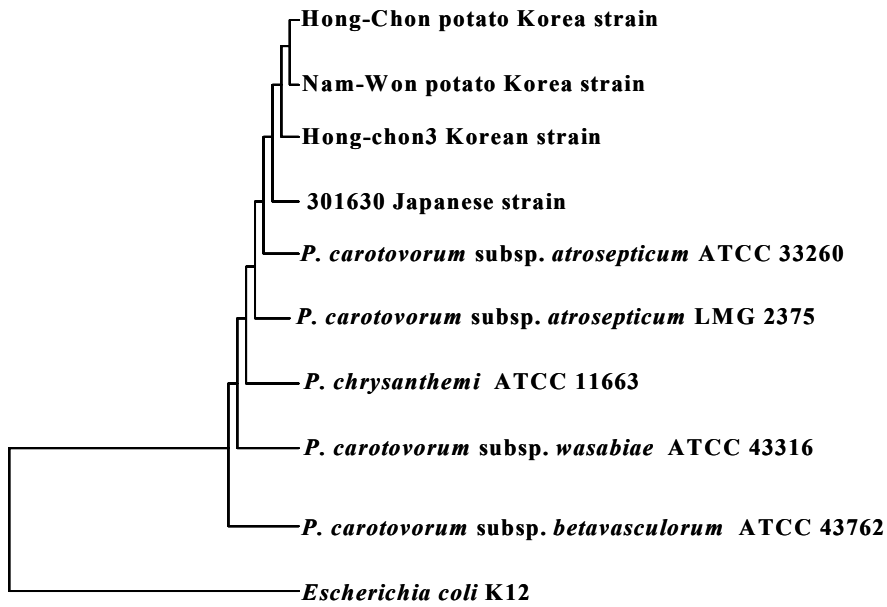 Hong-Chon potato Korea strain
Nam-Won potato Korea strain
Hong-chon3 Korean strain
301630 Japanese strain
P. carotovorum subsp. atrosepticum ATCC 33260
P. carotovorum subsp. atrosepticum LMG 2375
P. chrysanthemi ATCC 11663
P. carotovorum subsp. wasabiae ATCC 43316
P. carotovorum subsp. betavasculorum ATCC 43762
Escherichia coli K12